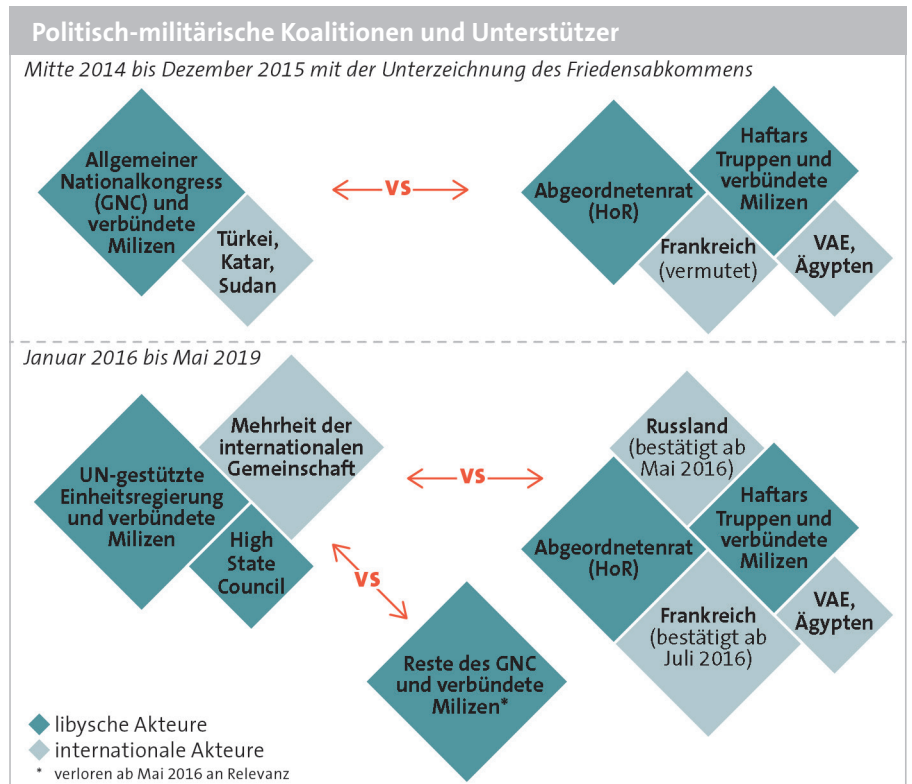 Politisch-militärische Koalitionen und Unterstützer
Mitte 2014 bis Dezember 2015 mit der Unterzeichnung des Friedensabkommens
Allgemeiner
Nationalkongress
(GNC) und
verbündete
Milizen
Türkei,
Katar,
Sudan
vs
Abgeordnetenrat
(HoR)
Haftars
Truppen und
verbündete
Milizen
Frankreich
(vermutet)
VAE,
Ägypten
Januar 2016 bis Mai 2019
UN-gestützte
Einheitsregierung
und verbündete
Milizen
Mehrheit der
internationalen
Gemeinschaft
High
State
Council
vs
vs
Reste des GNC
und verbündete
Milizen*
Russland
(bestätigt ab
Mai 2016)
Abgeordnetenrat
(HoR)
Haftars
Truppen und
verbündete
Milizen
Frankreich
(bestätigt ab
Juli 2016)
VAE,
Ägypten
libysche Akteure
internationale Akteure
* verloren ab Mai 2016 an Relevanz